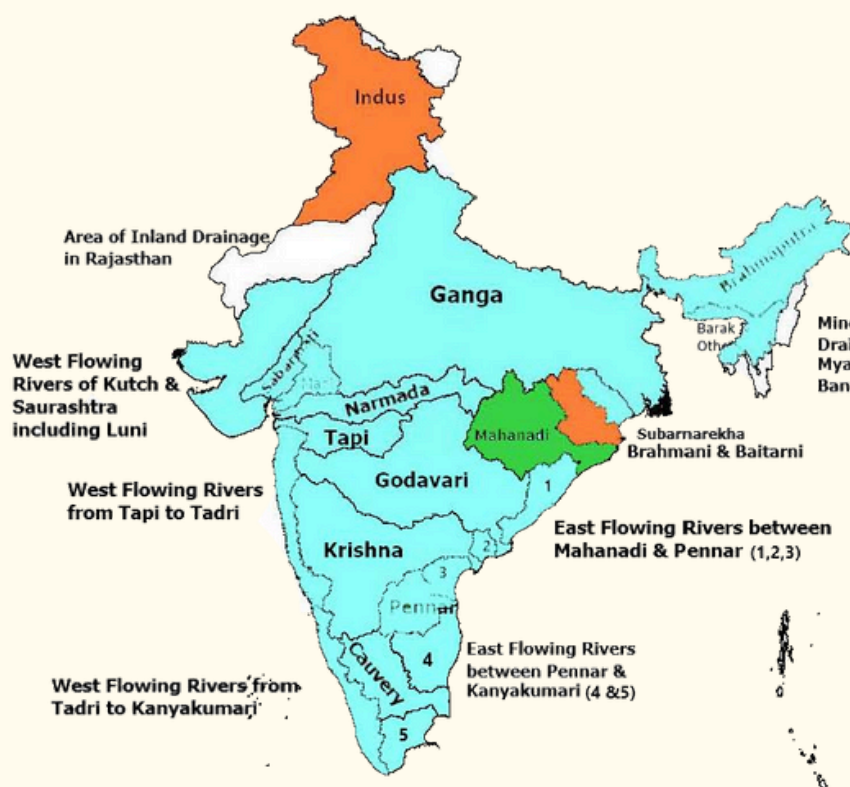 Indus
Area of Inland Drainage
in Rajasthan
Ganga
Brahmaputra
Barak
Othe
Mino
Drai
Mya
Ban
West Flowing
Rivers of Kutch &
Saurashtra
including Luni
Sabarmati
Mahi
Narmada
Tapi
Mahanadi
Subarnarekha
Brahmani & Baitarni
Godavari
1
West Flowing Rivers
from Tapi to Tadri
East Flowing Rivers between
Mahanadi & Pennar (1,2,3)
Krishna
2
3
Pennar
Cauvery
4
East Flowing Rivers
between Pennar &
Kanyakumari (4 &5)
West Flowing Rivers from
Tadri to Kanyakumari
5